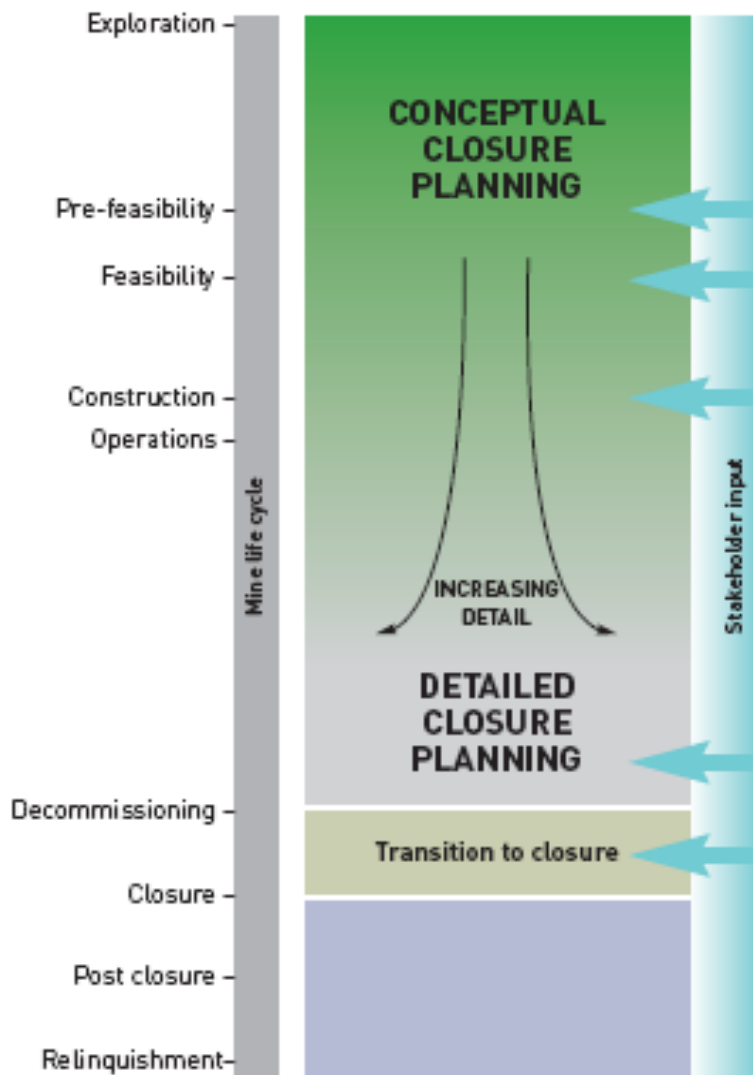 Exploration
Pre-feasibility
Feasibility
Construction
Operations
Decommissioning
Closure
Post closure
Relinquishment
Mine life cycle
CONCEPTUAL
CLOSURE
PLANNING
INCREASING
DETAIL
DETAILED
CLOSURE
PLANNING
Transition to closure
Stakeholder input